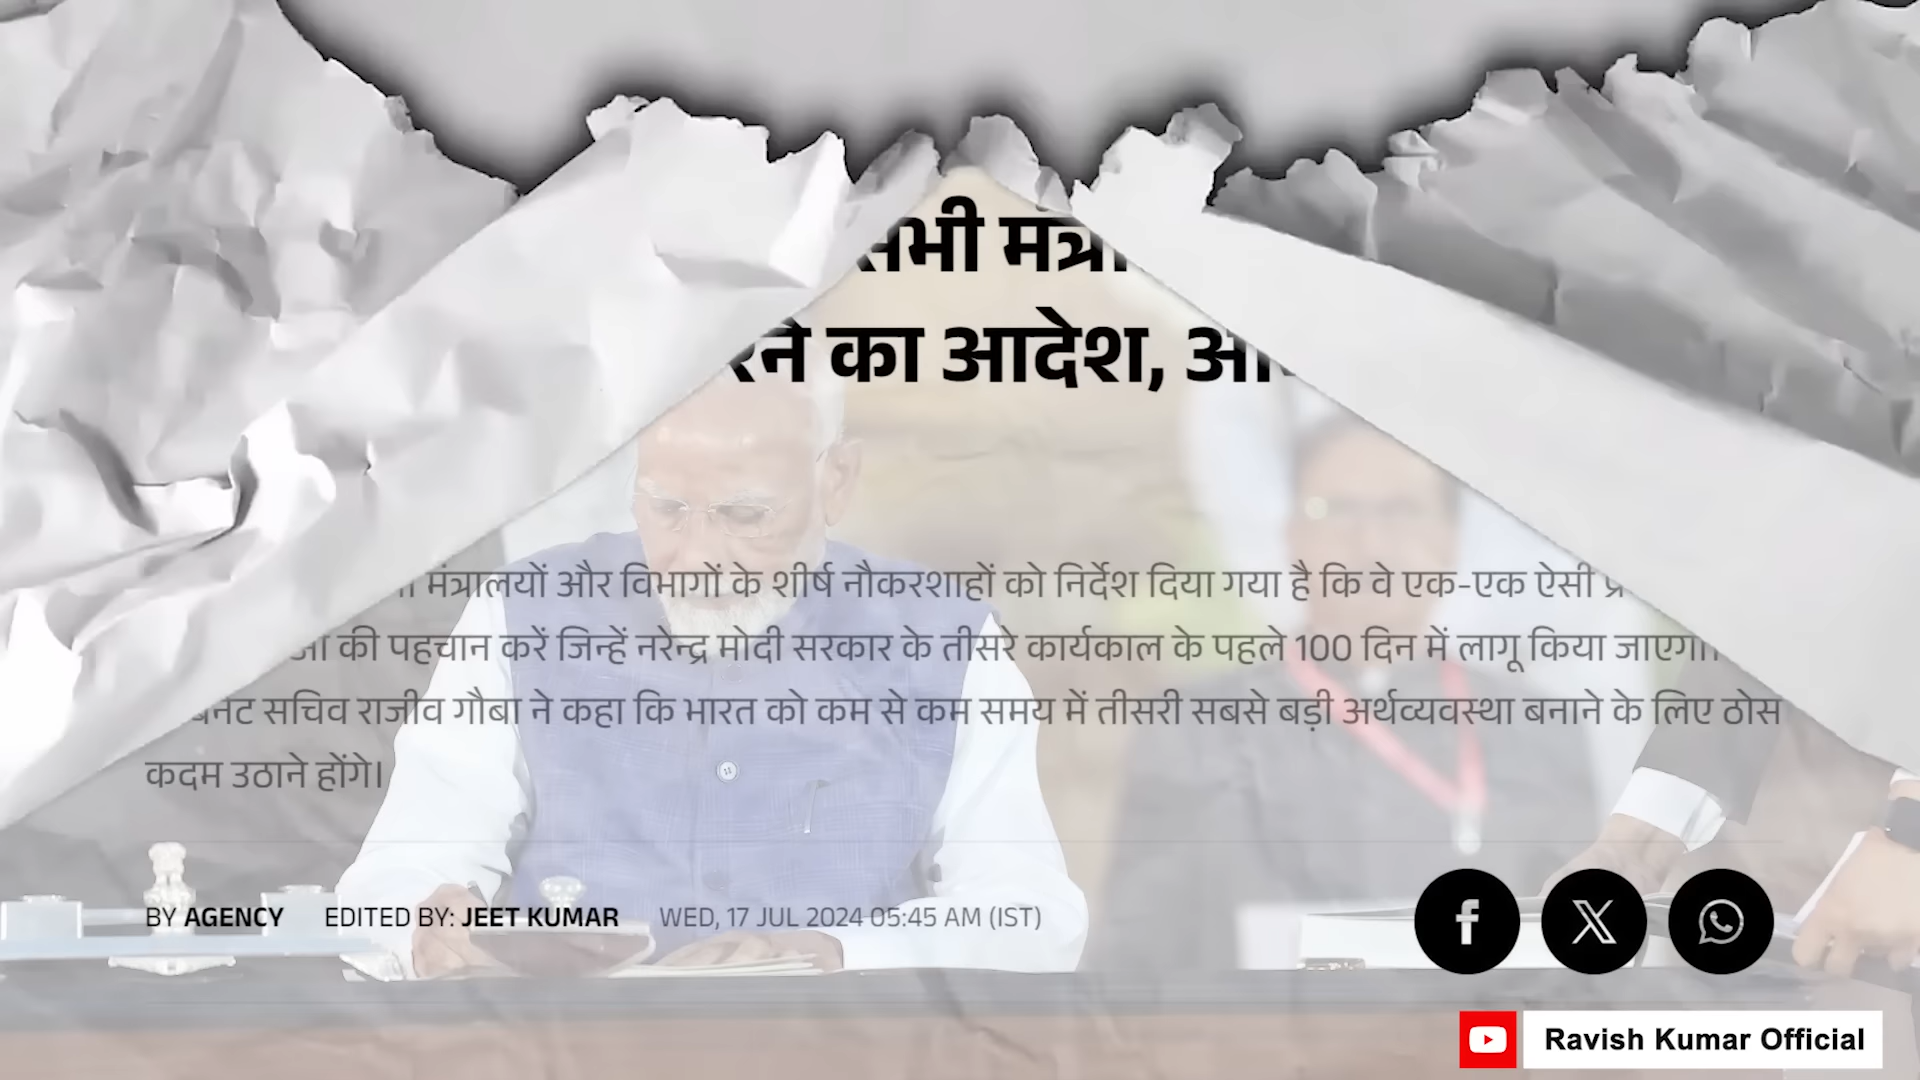 सभी
का आदेश,
मंत्रालयों और विभागों के शीर्ष नौकरशाहों को निर्देश दिया गया है कि वे एक-एक ऐसी
की पहचान करें जिन्हें नरेन्द्र मोदी सरकार के तीसरे कार्यकाल के पहले 100 दिन में लागू किया जाएगा
सचिव राजीव गौबा ने कहा कि भारत को कम से कम समय में तीसरी सबसे बड़ी अर्थव्यवस्था बनाने के लिए ठोस
कदम उठाने होंगे।
BY AGENCY EDITED BY: JEET KUMAR WED, 17 JUL 2024 05:45 AM (IST)
Ravish Kumar Official